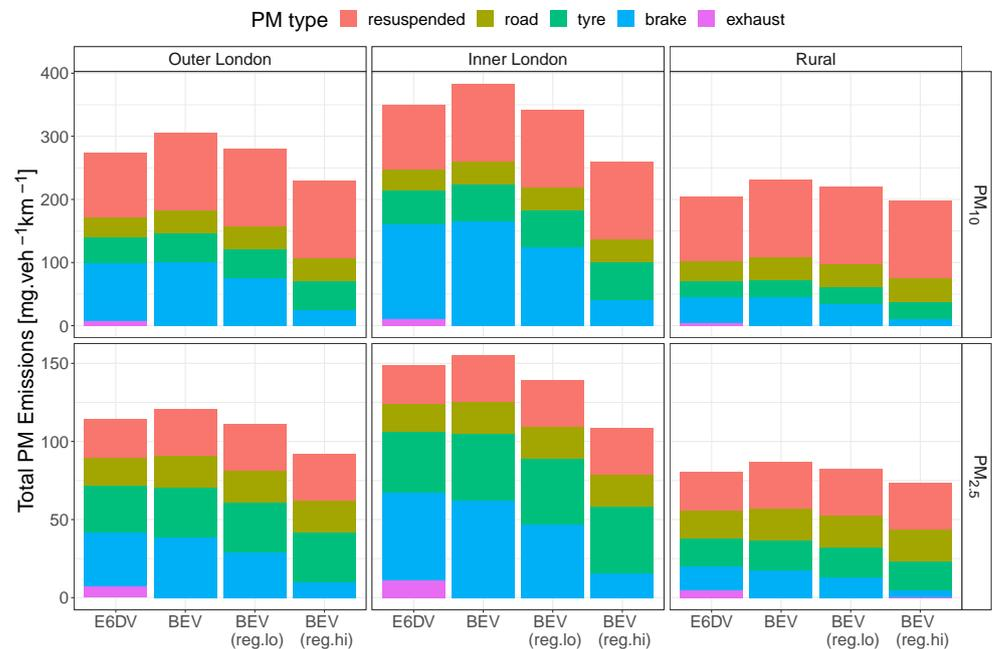 PM type resuspended road tyre brake exhaust
Outer London Inner London Rural
400
300
200
100
0
PM10
150
100
50
0
PM2.5
Total PM Emissions [mg.veh −1km −1]
E6DV BEV BEV BEV E6DV BEV BEV BEV E6DV BEV BEV BEV
(reg.lo) (reg.hi) (reg.lo) (reg.hi) (reg.lo) (reg.hi)